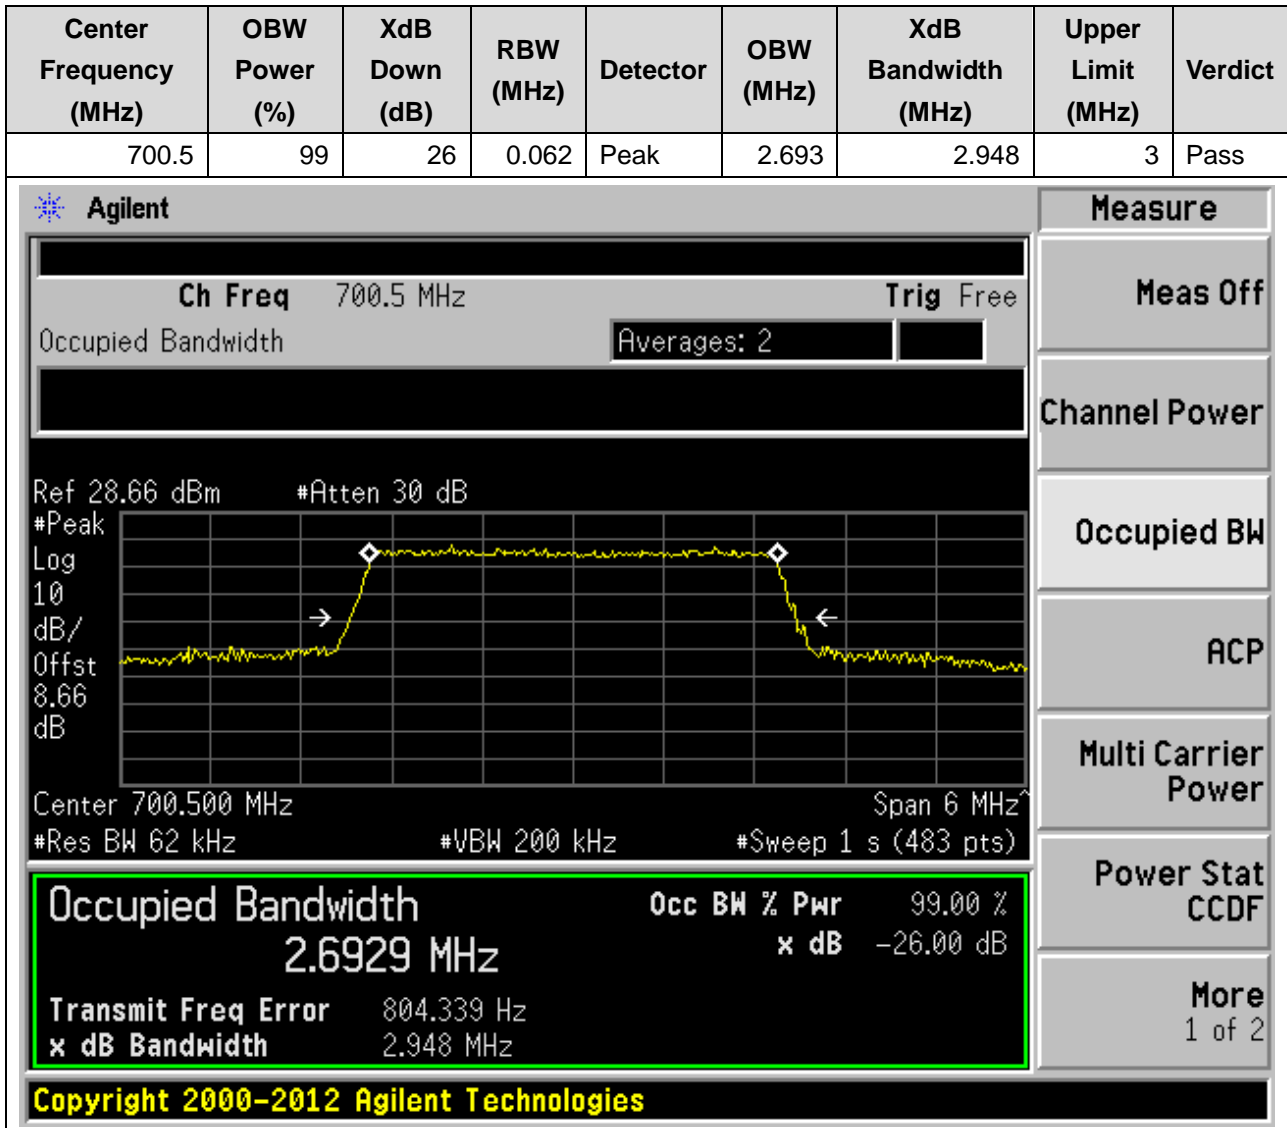 Center Frequency (MHz) OBW Power (%) XdB Down (dB) RBW (MHz) Detector OBW (MHz) XdB Bandwidth (MHz) Upper Limit (MHz) Verdict
700.5 99 26 0.062 Peak 2.693 2.948 3 Pass
Agilent
Measure
Ch Freq 700.5 MHz Trig Free
Occupied Bandwidth Averages: 2
Meas Off
Channel Power
Occupied BW
ACP
Multi Carrier
Power
Power Stat
CCDF
More
1 of 2
Ref 28.66 dBm #Atten 30 dB
#Peak
Log
10
dB/
Offst
8.66
dB
Center 700.500 MHz Span 6 MHz^
#Res BW 62 kHz #VBW 200 kHz #Sweep 1 s (483 pts)
Occupied Bandwidth Occ BW % Pwr 99.00 %
2.6929 MHz x dB -26.00 dB
Transmit Freq Error 804.339 Hz
x dB Bandwidth 2.948 MHz
Copyright 2000-2012 Agilent Technologies